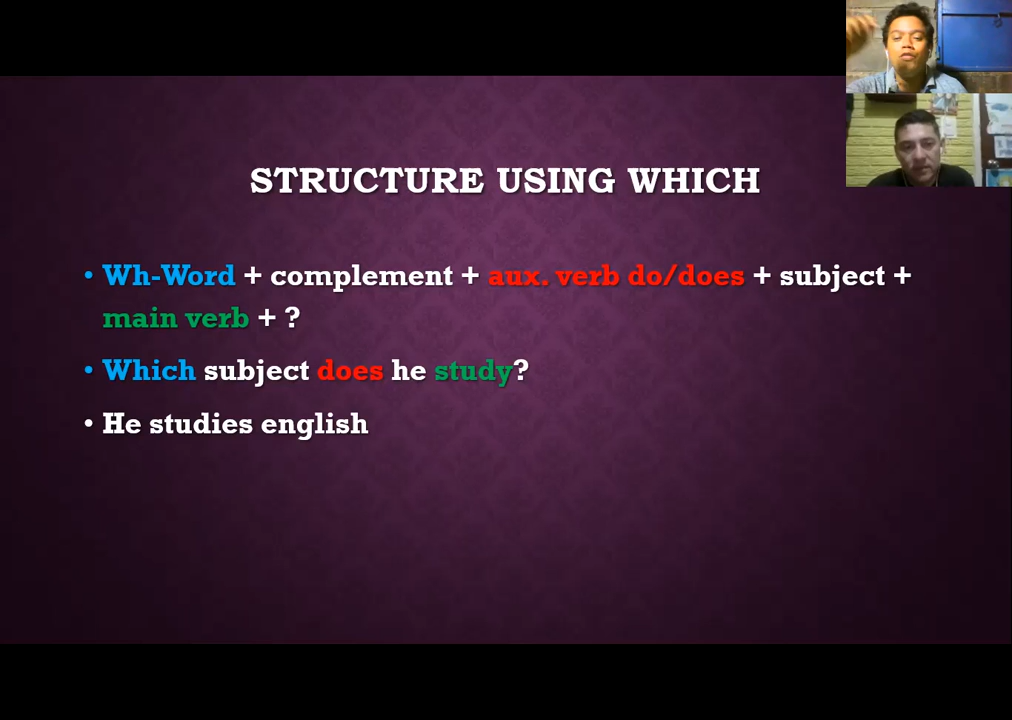 STRUCTURE USING WHICH
• Wh-Word + complement + aux. verb do/does + subject +
main verb + ?
• Which subject does he study?
• He studies english